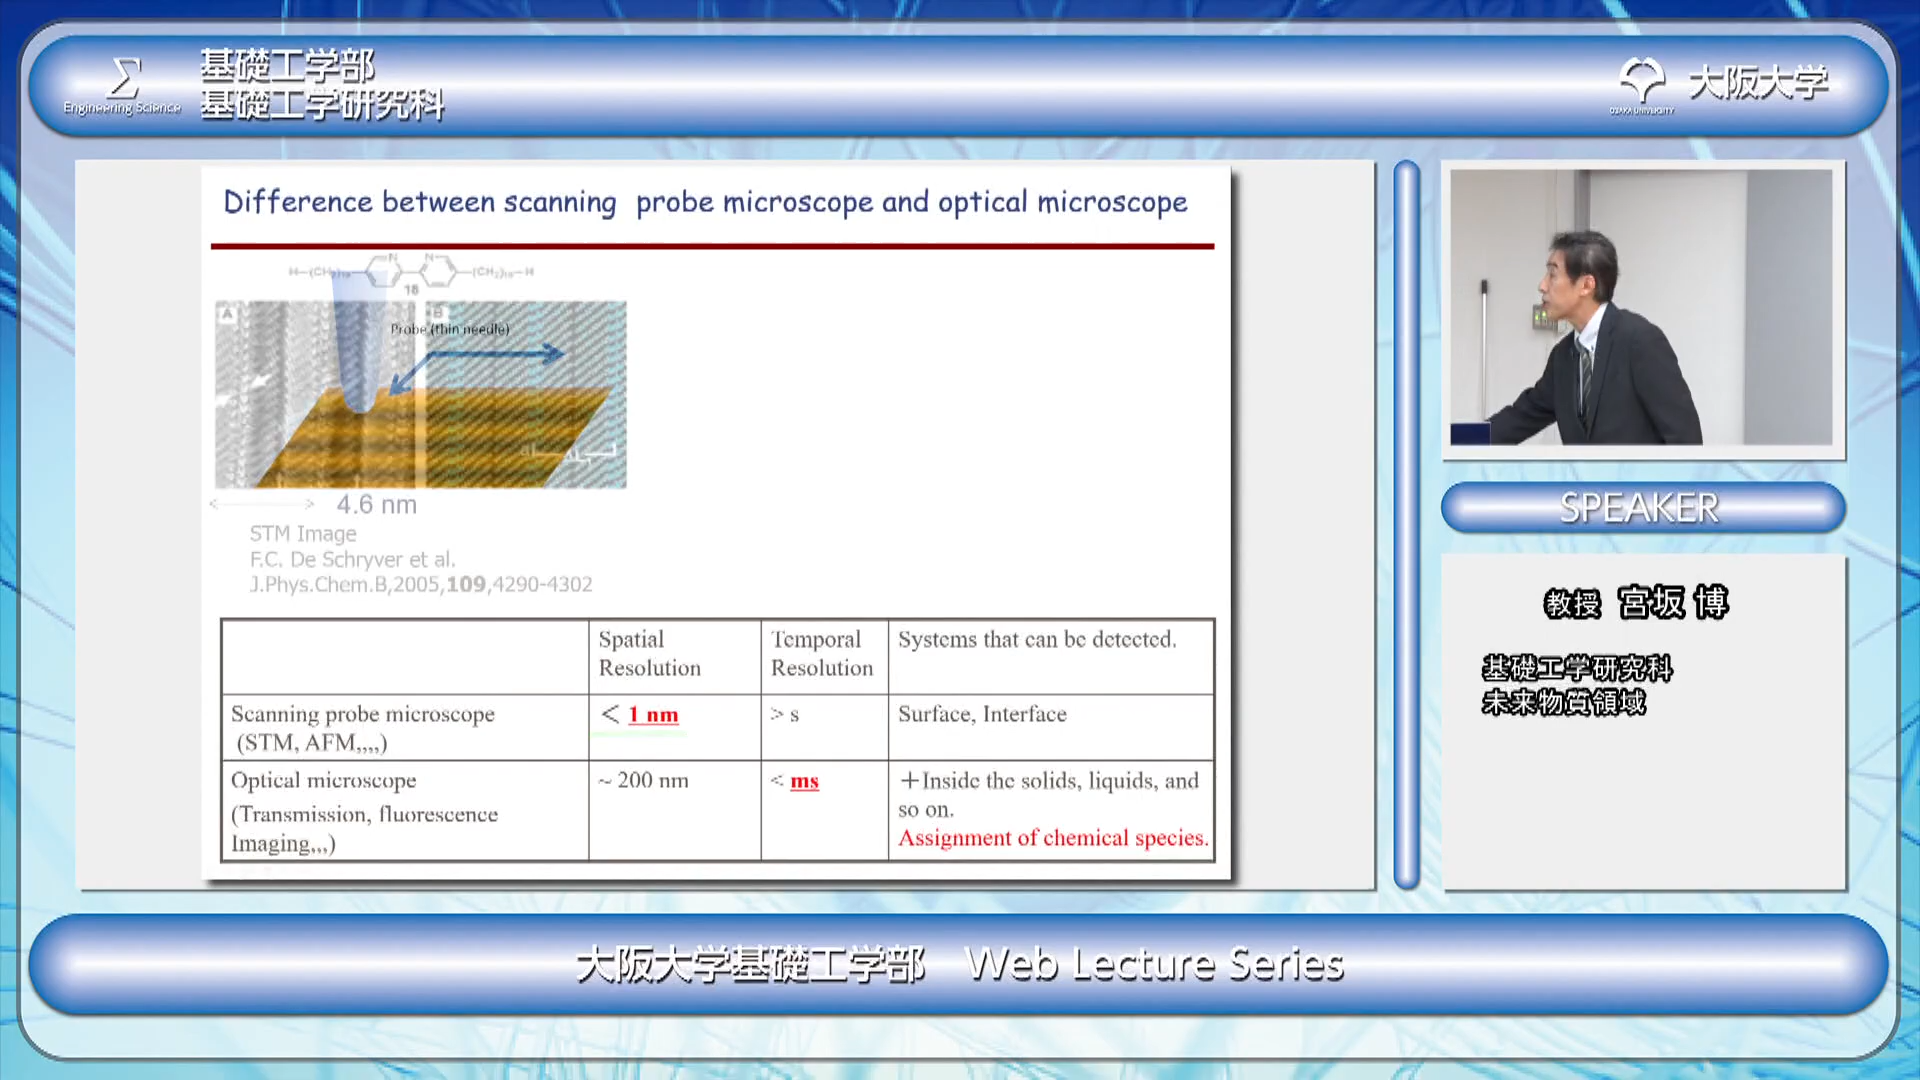 Engineering Science
基礎工学部
基礎工学研究科
OSAKA UNIVERSITY
大阪大学
Difference between scanning probe microscope and optical microscope
18
A
B
Probe (thin needle)
4.6 nm
STM Image
F.C. De Schryver et al.
J.Phys.Chem.B,2005,109,4290-4302
Spatial Resolution
Temporal Resolution
Systems that can be detected.
Scanning probe microscope
(STM, AFM,,,,)
< 1 nm
> s
Surface, Interface
Optical microscope
(Transmission, fluorescence
Imaging,,,)
~ 200 nm
< ms
+Inside the solids, liquids, and
so on.
Assignment of chemical species.
SPEAKER
教授 宮坂 博
基礎工学研究科
未来物質領域
大阪大学基礎工学部 Web Lecture Series